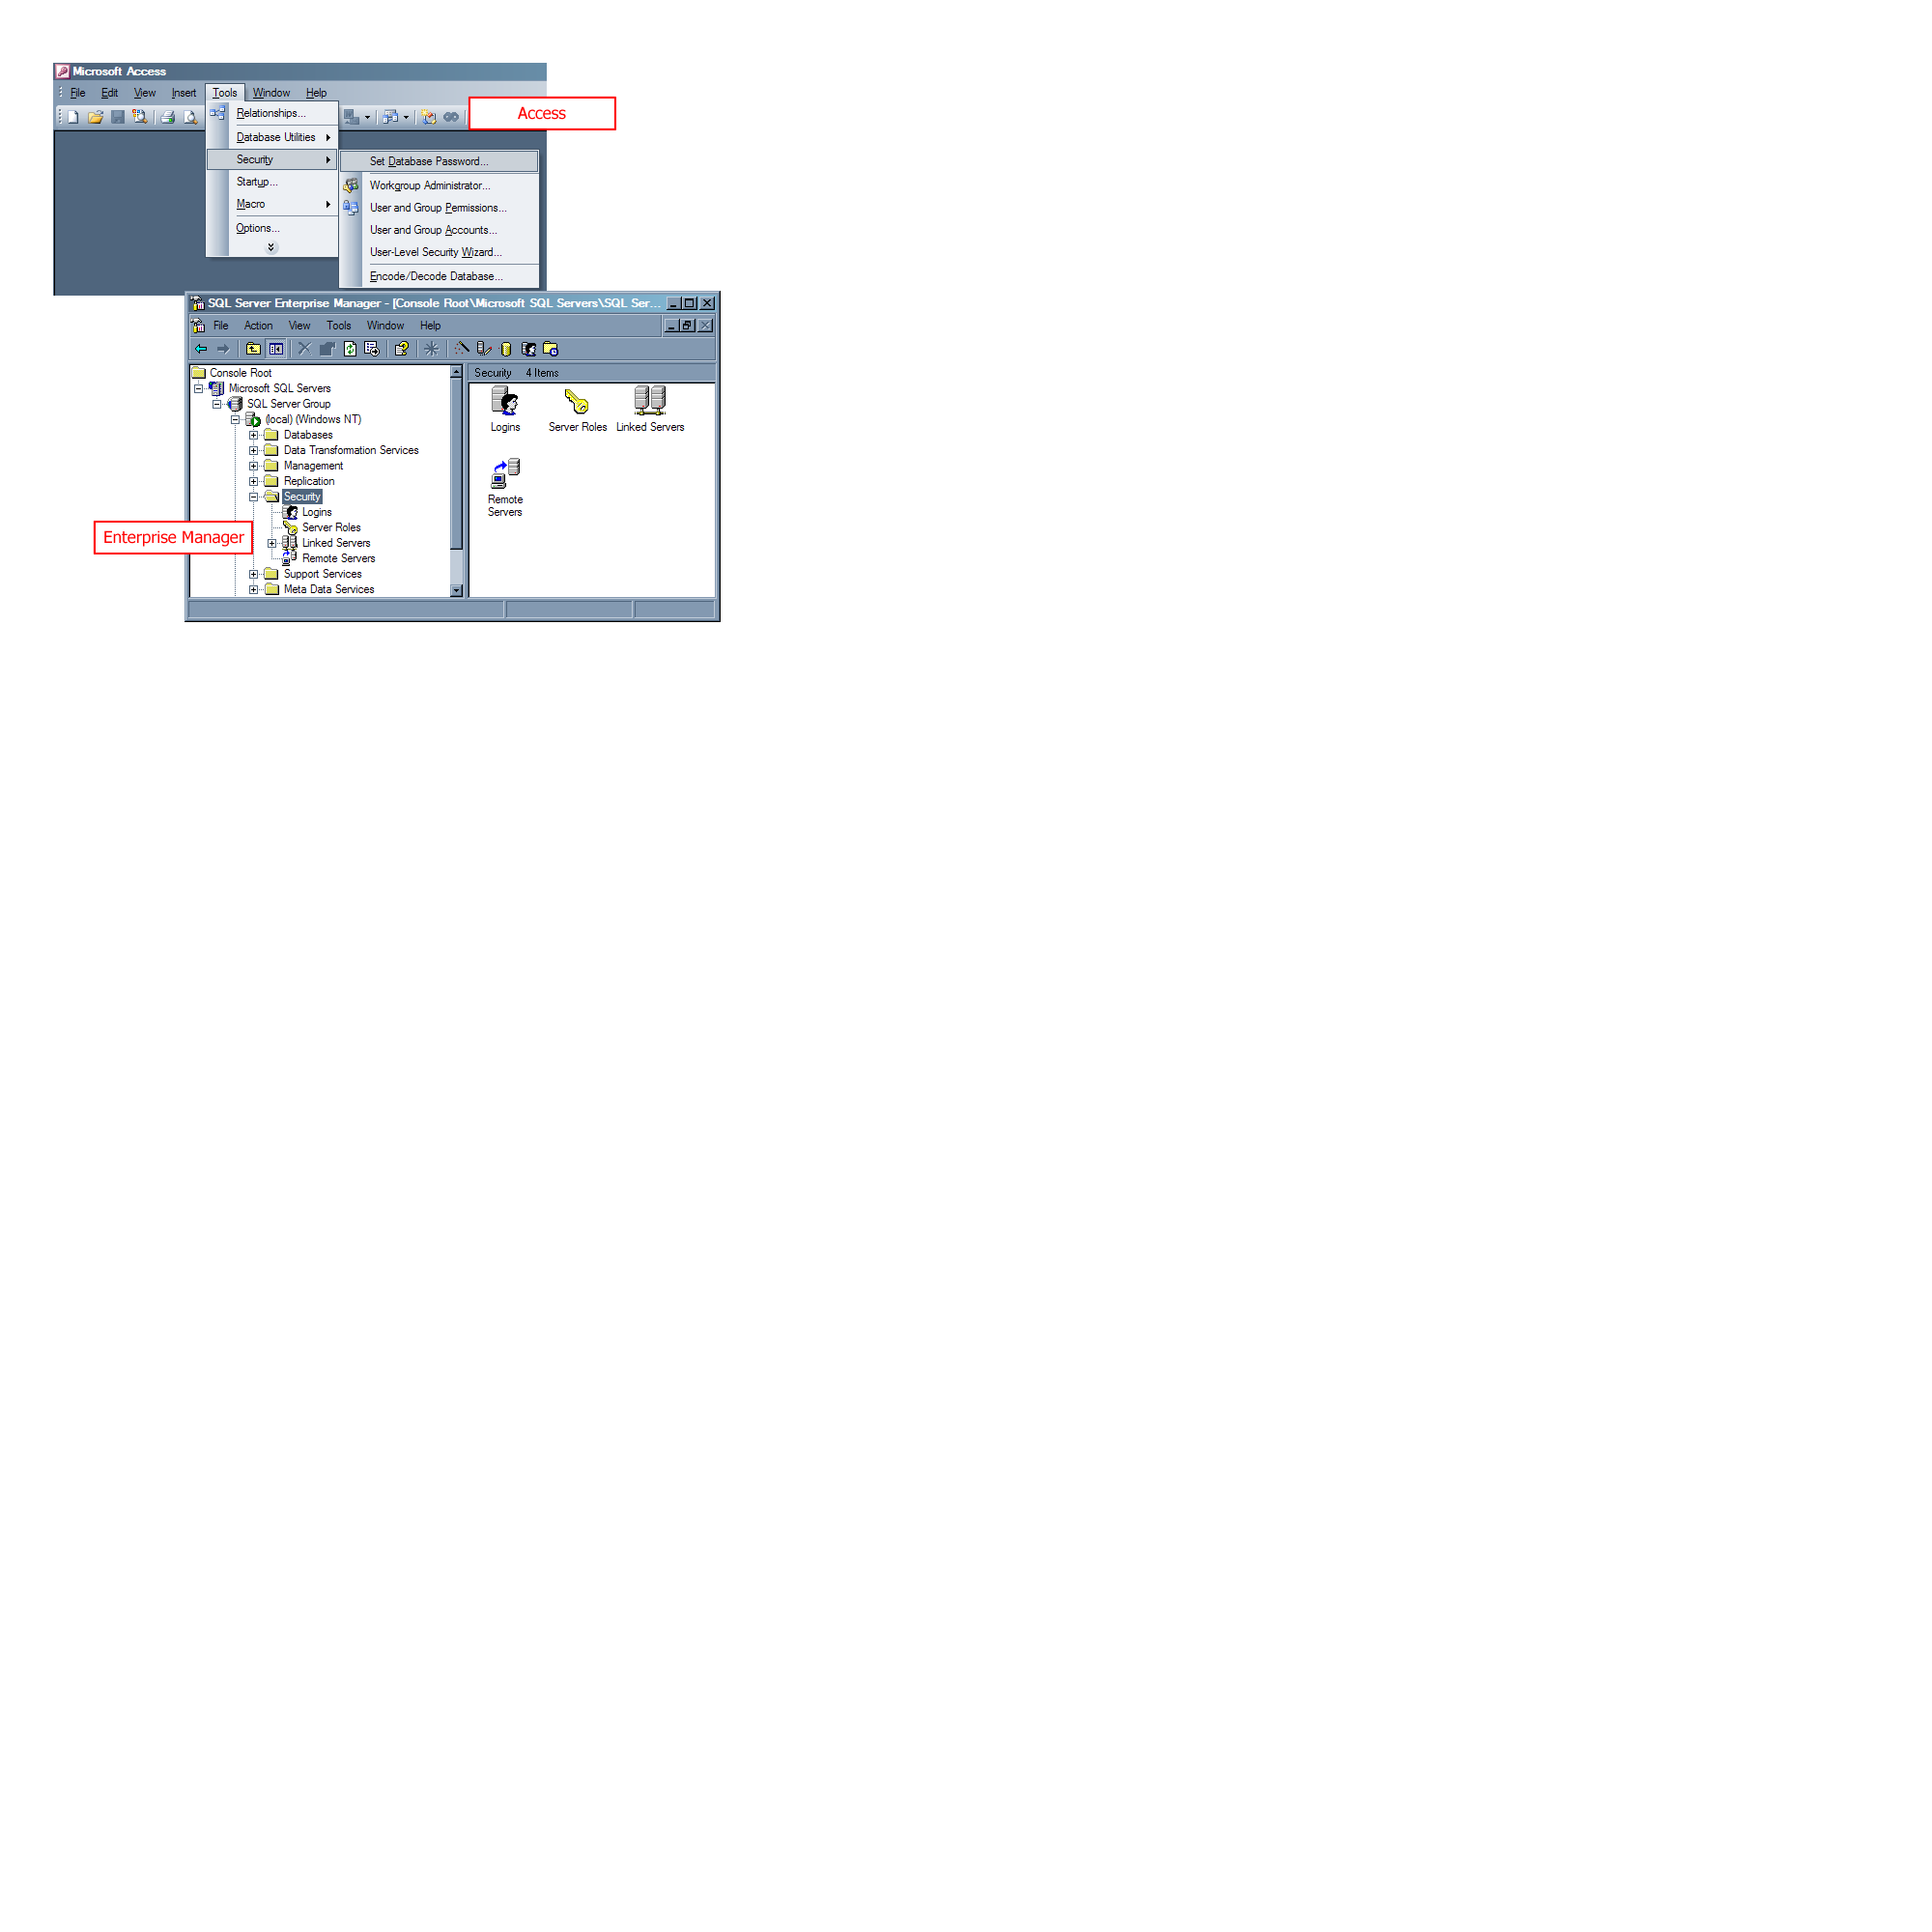 Microsoft Access
File Edit View Insert Tools Window Help
Access
Relationships...
Database Utilities
Security
Startup...
Macro
Options...
Set Database Password...
Workgroup Administrator...
User and Group Permissions...
User and Group Accounts...
User-Level Security Wizard...
Encode/Decode Database...
SQL Server Enterprise Manager - [Console Root\Microsoft SQL Servers\SQL Ser...
File Action View Tools Window Help
Console Root
Microsoft SQL Servers
SQL Server Group
(local) (Windows NT)
Databases
Data Transformation Services
Management
Replication
Security
Logins
Server Roles
Linked Servers
Remote Servers
Support Services
Meta Data Services
Enterprise Manager
Security 4 Items
Logins Server Roles Linked Servers
Remote
Servers